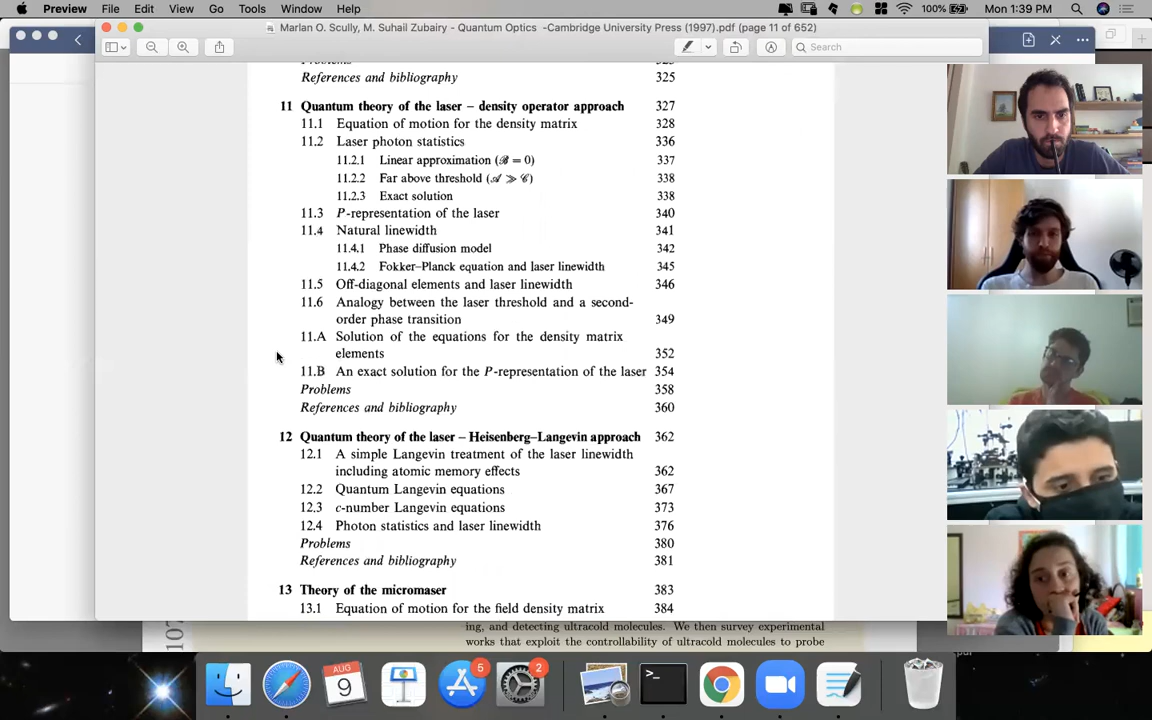 Preview File Edit View Go Tools Window Help 100% Mon 1:39 PM
Marlan O. Scully, M. Suhail Zubairy - Quantum Optics -Cambridge University Press (1997).pdf (page 11 of 652)
Search
References and bibliography 325
11 Quantum theory of the laser – density operator approach 327
11.1 Equation of motion for the density matrix 328
11.2 Laser photon statistics 336
11.2.1 Linear approximation (ℬ = 0) 337
11.2.2 Far above threshold (𝒜 ≫ 𝒞) 338
11.2.3 Exact solution 338
11.3 P-representation of the laser 340
11.4 Natural linewidth 341
11.4.1 Phase diffusion model 342
11.4.2 Fokker–Planck equation and laser linewidth 345
11.5 Off-diagonal elements and laser linewidth 346
11.6 Analogy between the laser threshold and a second-
order phase transition 349
11.A Solution of the equations for the density matrix
elements 352
11.B An exact solution for the P-representation of the laser 354
Problems 358
References and bibliography 360
12 Quantum theory of the laser – Heisenberg–Langevin approach 362
12.1 A simple Langevin treatment of the laser linewidth
including atomic memory effects 362
12.2 Quantum Langevin equations 367
12.3 c-number Langevin equations 373
12.4 Photon statistics and laser linewidth 376
Problems 380
References and bibliography 381
13 Theory of the micromaser 383
13.1 Equation of motion for the field density matrix 384
ing, and detecting ultracold molecules. We then survey experimental
works that exploit the controllability of ultracold molecules to probe
107
AUG
9
5
2